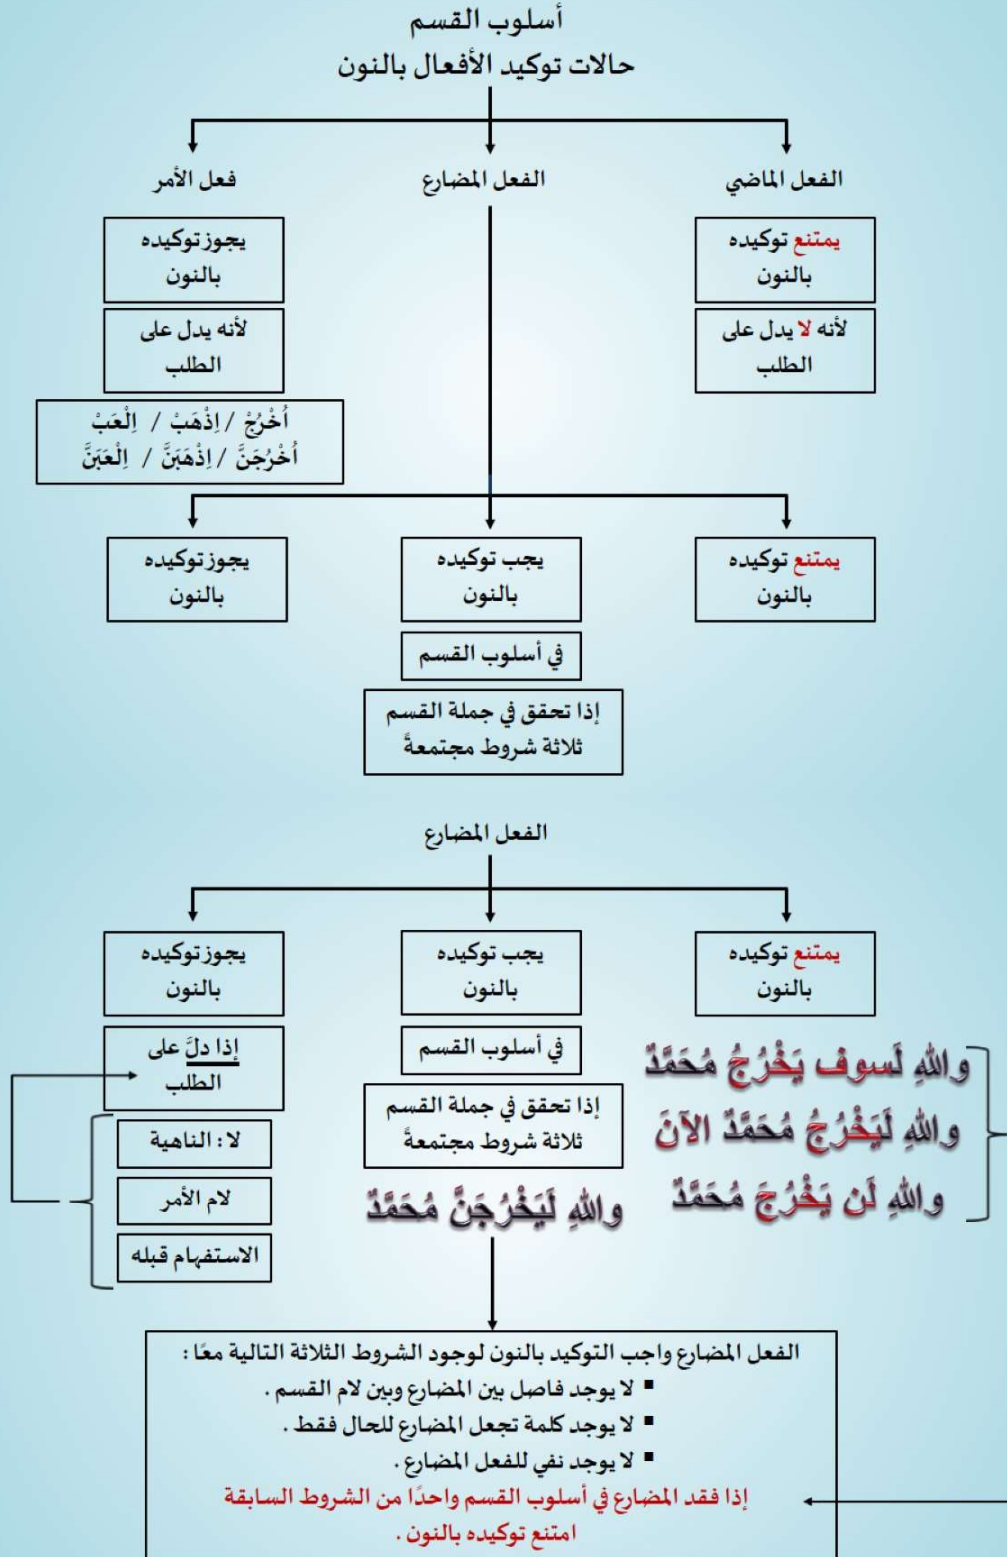 أسلوب القسم
حالات توكيد الأفعال بالنون
الفعل الماضي
الفعل المضارع
فعل الأمر
يمتنع توكيده
بالنون
لأنه لا يدل على
الطلب
يجوز توكيده
بالنون
لأنه يدل على
الطلب
اُخْرُجْ / اِذْهَبْ / اِلْعَبْ
اُخْرُجَنَّ / اِذْهَبَنَّ / اِلْعَبَنَّ
يمتنع توكيده
بالنون
يجب توكيده
بالنون
في أسلوب القسم
إذا تحقق في جملة القسم
ثلاثة شروط مجتمعةً
يجوز توكيده
بالنون
الفعل المضارع
يمتنع توكيده
بالنون
واللهِ لَسوف يَخْرُجُ مُحَمَّدٌ
واللهِ لَيَخْرُجُ مُحَمَّدٌ الآنَ
واللهِ لَن يَخْرُجَ مُحَمَّدٌ
يجب توكيده
بالنون
في أسلوب القسم
إذا تحقق في جملة القسم
ثلاثة شروط مجتمعةً
واللهِ لَيَخْرُجَنَّ مُحَمَّدٌ
يجوز توكيده
بالنون
إذا دلَّ على
الطلب
لا : الناهية
لام الأمر
الاستفهام قبله
الفعل المضارع واجب التوكيد بالنون لوجود الشروط الثلاثة التالية معًا :
▪ لا يوجد فاصل بين المضارع وبين لام القسم .
▪ لا يوجد كلمة تجعل المضارع للحال فقط .
▪ لا يوجد نفي للفعل المضارع .
إذا فقد المضارع في أسلوب القسم واحدًا من الشروط السابقة
امتنع توكيده بالنون .